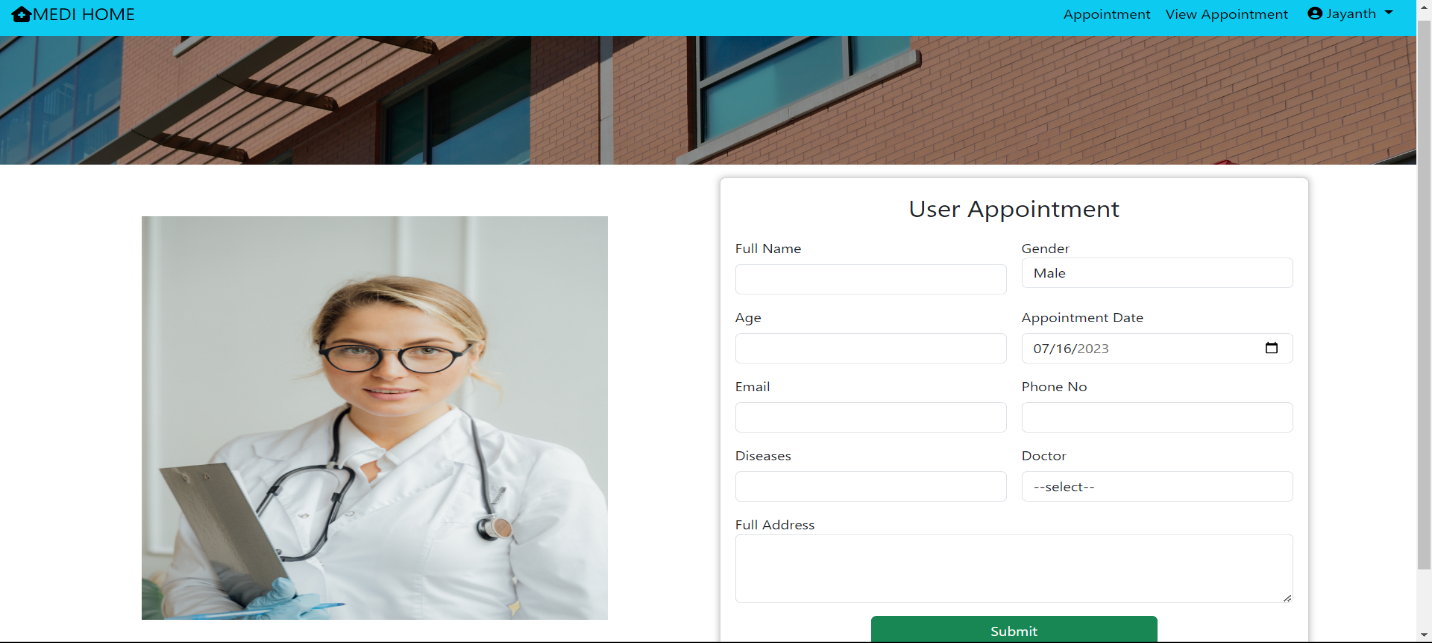 MEDI HOME
Appointment View Appointment Jayanth
User Appointment
Full Name Gender
Male
Age Appointment Date
07/16/2023
Email Phone No
Diseases Doctor
--select--
Full Address
Submit